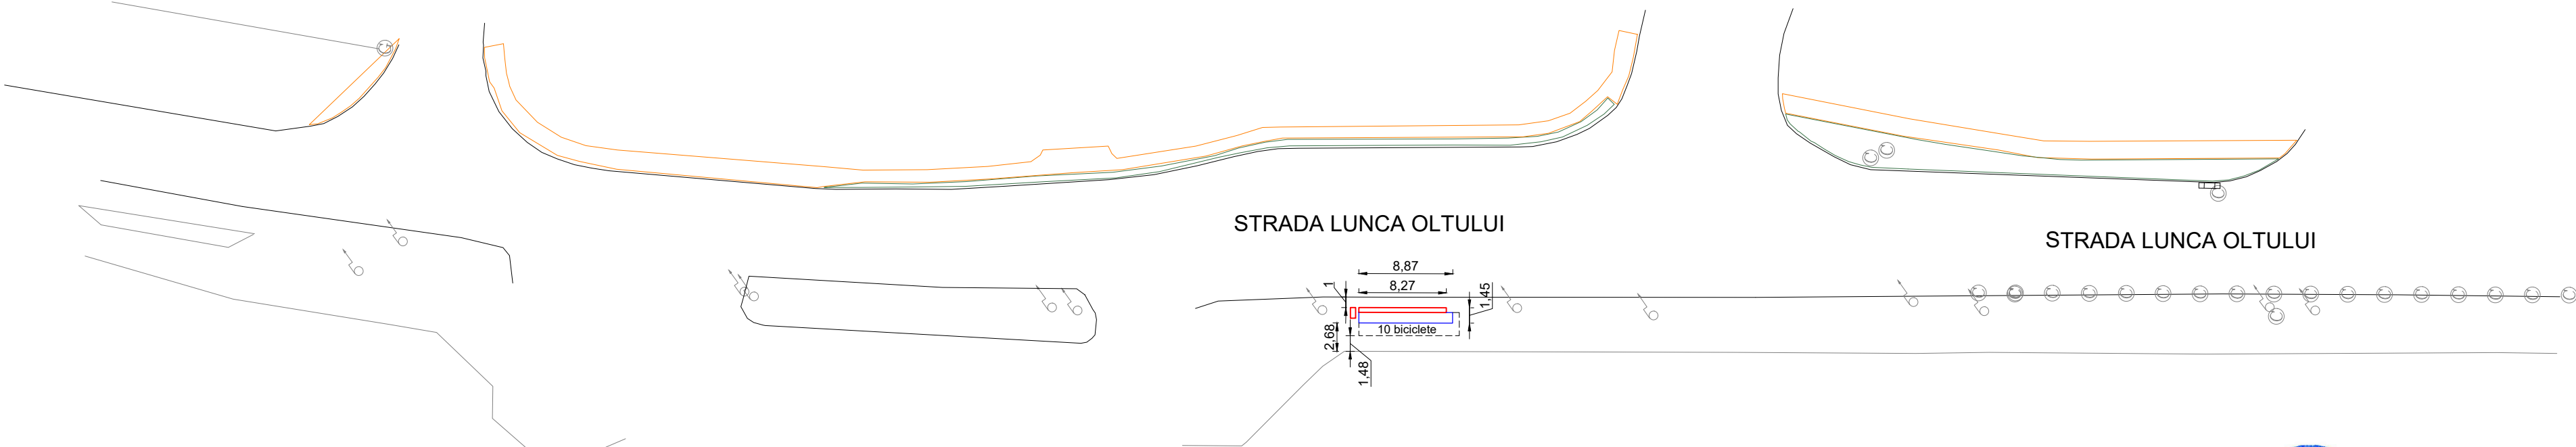 STRADA LUNCA OLTULUI
STRADA LUNCA OLTULUI
8,87
8,27
1
1,45
10 biciclete
2,68
1,48